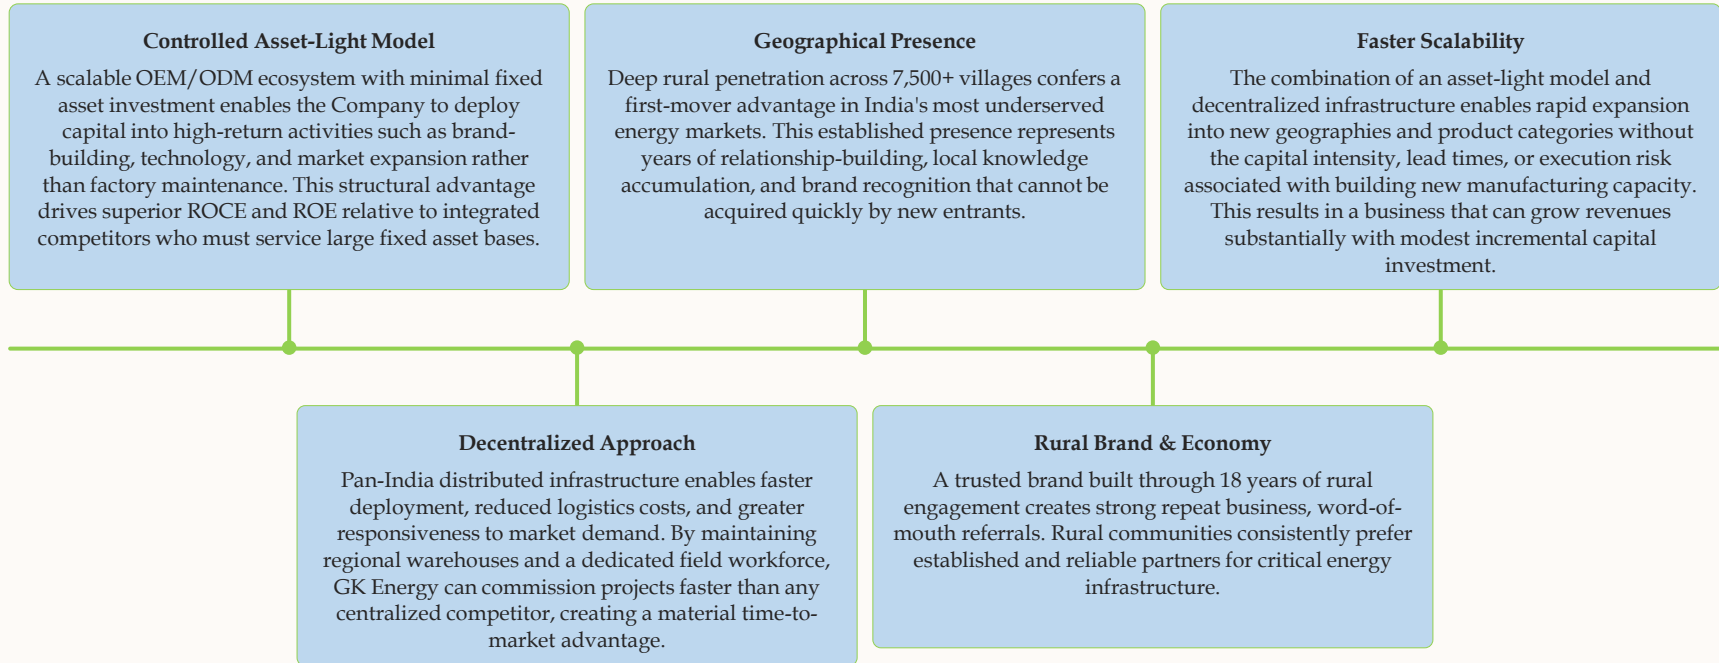 Controlled Asset-Light Model
A scalable OEM/ODM ecosystem with minimal fixed
asset investment enables the Company to deploy
capital into high-return activities such as brand-
building, technology, and market expansion rather
than factory maintenance. This structural advantage
drives superior ROCE and ROE relative to integrated
competitors who must service large fixed asset bases.
Geographical Presence
Deep rural penetration across 7,500+ villages confers a
first-mover advantage in India's most underserved
energy markets. This established presence represents
years of relationship-building, local knowledge
accumulation, and brand recognition that cannot be
acquired quickly by new entrants.
Faster Scalability
The combination of an asset-light model and
decentralized infrastructure enables rapid expansion
into new geographies and product categories without
the capital intensity, lead times, or execution risk
associated with building new manufacturing capacity.
This results in a business that can grow revenues
substantially with modest incremental capital
investment.
Decentralized Approach
Pan-India distributed infrastructure enables faster
deployment, reduced logistics costs, and greater
responsiveness to market demand. By maintaining
regional warehouses and a dedicated field workforce,
GK Energy can commission projects faster than any
centralized competitor, creating a material time-to-
market advantage.
Rural Brand & Economy
A trusted brand built through 18 years of rural
engagement creates strong repeat business, word-of-
mouth referrals. Rural communities consistently prefer
established and reliable partners for critical energy
infrastructure.